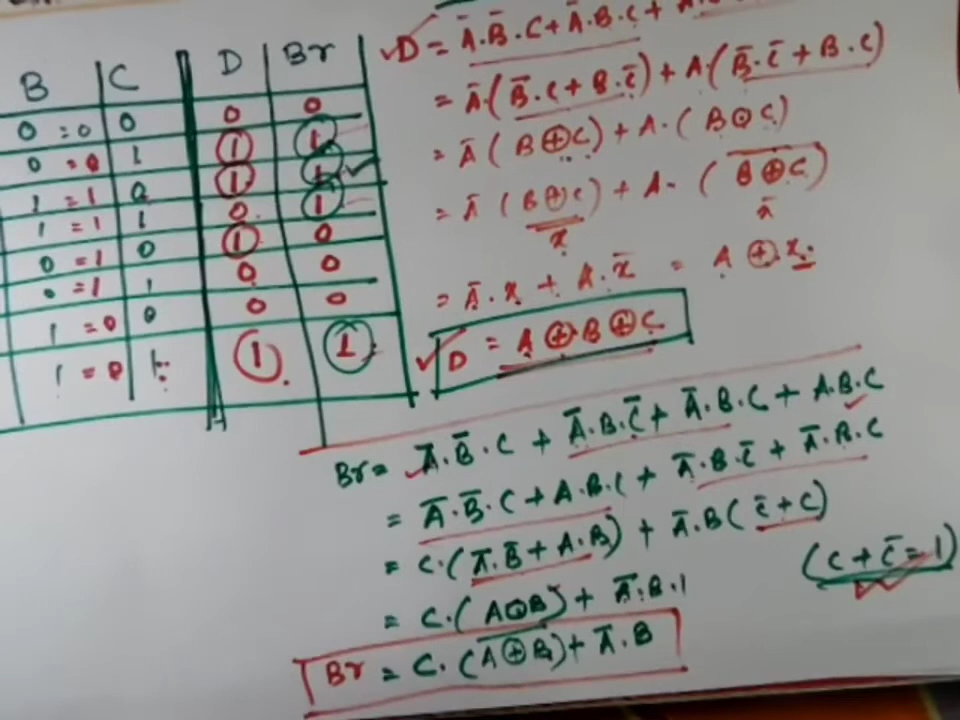 B C D Br
0 = 0 0 0 0
0 = 0 1 1 1
1 = 1 0 1 1
1 = 1 1 0 1
0 = 1 0 1 0
0 = 1 1 0 0
1 = 0 0 0 0
1 = 0 1 1 1
D = A̅.B̅.C + A̅.B.C +
= A̅.(B̅.C + B.C̅) + A.(B̅.C̅ + B.C)
= A̅ (B⊕C) + A.(B⊙C)
= A̅ (B⊕C) + A.(B⊕C)̅
x x̅
= A̅.x + A.x̅ = A⊕x.
D = A⊕B⊕C
Br = A̅.B̅.C + A̅.B.C̅ + A̅.B.C + A.B.C
= A̅.B̅.C + A.B.C + A̅.B.C̅ + A̅.B.C
= C.(A̅.B̅ + A.B) + A̅.B(C̅+C)
(C+C̅=1)
= C.(A⊙B) + A̅.B.1
Br = C.(A⊕B)̅ + A̅.B